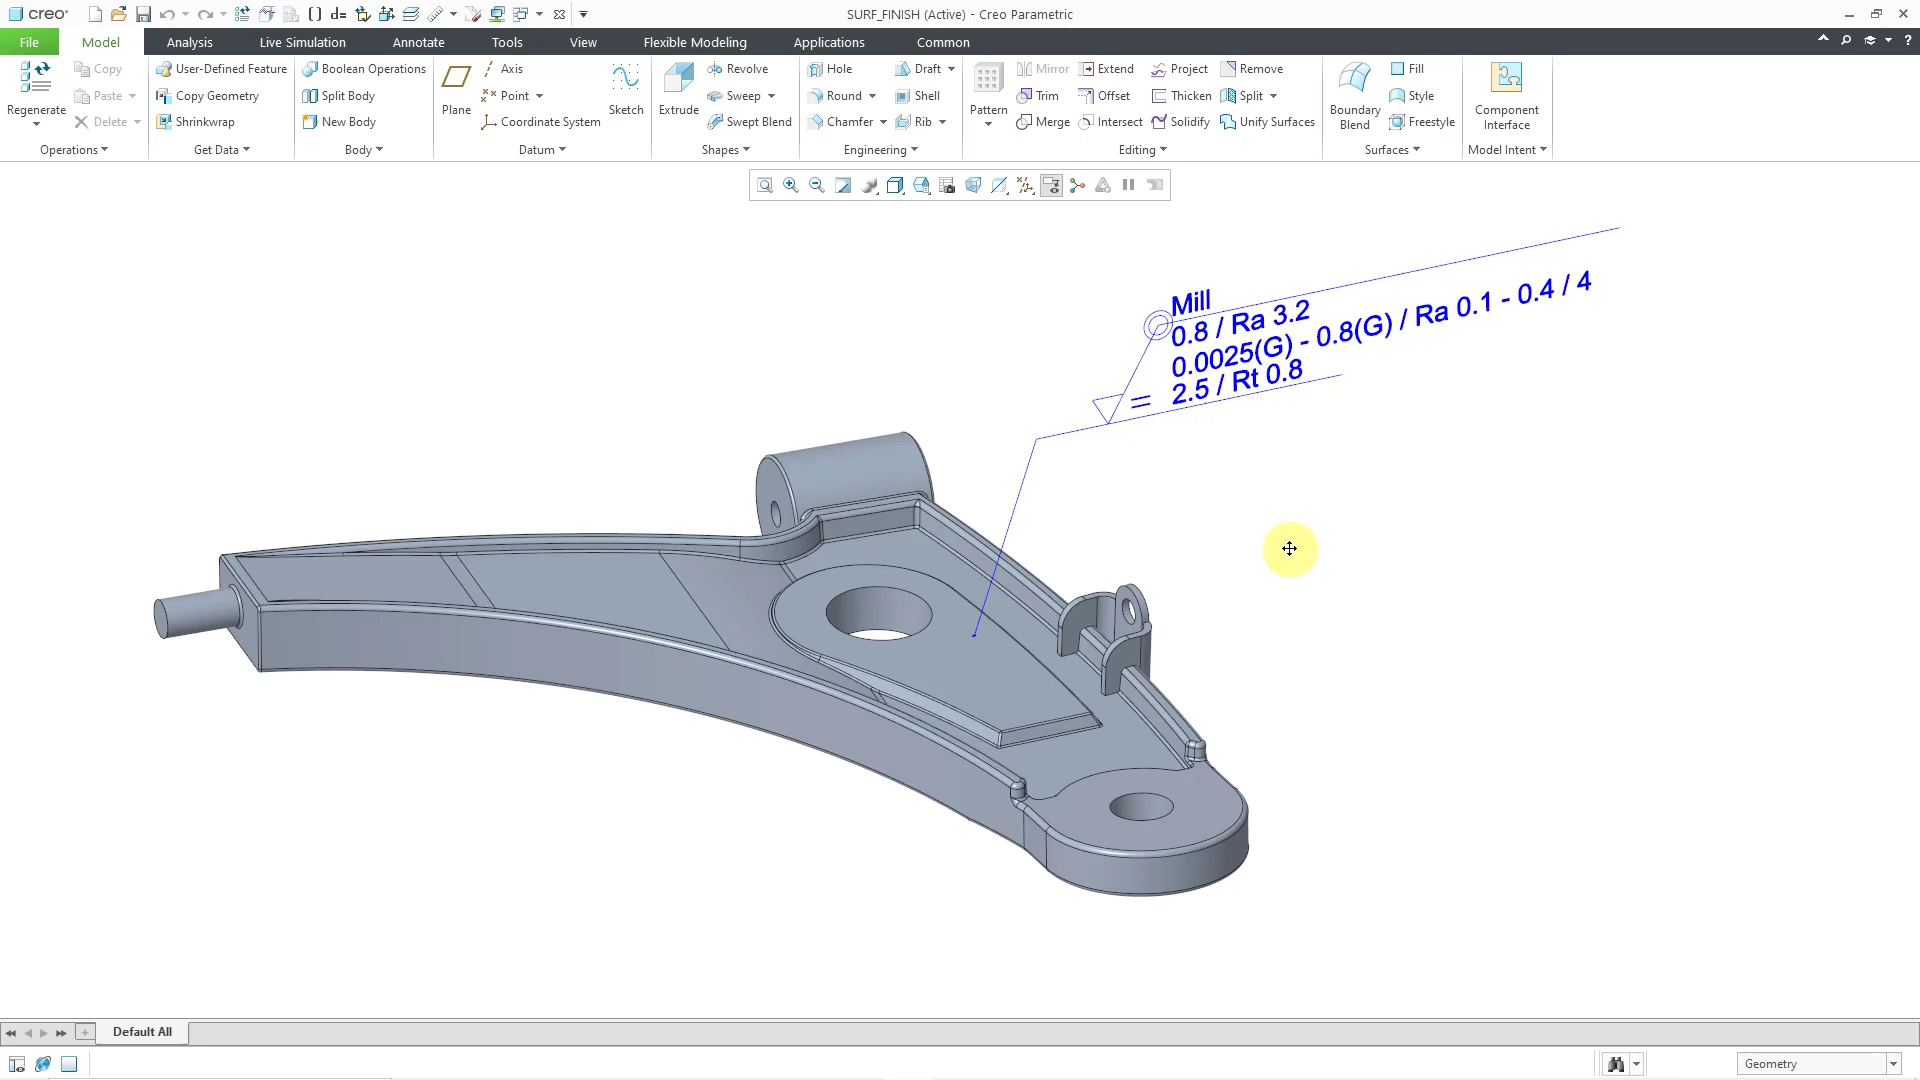 creo
SURF_FINISH (Active) - Creo Parametric
File Model Analysis Live Simulation Annotate Tools View Flexible Modeling Applications Common
Regenerate
Copy
Paste
Delete
Operations
User-Defined Feature
Copy Geometry
Shrinkwrap
Get Data
Boolean Operations
Split Body
New Body
Body
Plane
Axis
Point
Coordinate System
Sketch
Datum
Extrude
Revolve
Sweep
Swept Blend
Shapes
Hole
Round
Chamfer
Draft
Shell
Rib
Engineering
Pattern
Mirror
Trim
Merge
Extend
Offset
Intersect
Project
Thicken
Solidify
Remove
Split
Unify Surfaces
Editing
Boundary
Blend
Fill
Style
Freestyle
Surfaces
Component
Interface
Model Intent
Mill
0.8 / Ra 3.2
0.0025(G) - 0.8(G) / Ra 0.1 - 0.4 / 4
= 2.5 / Rt 0.8
Default All
Geometry